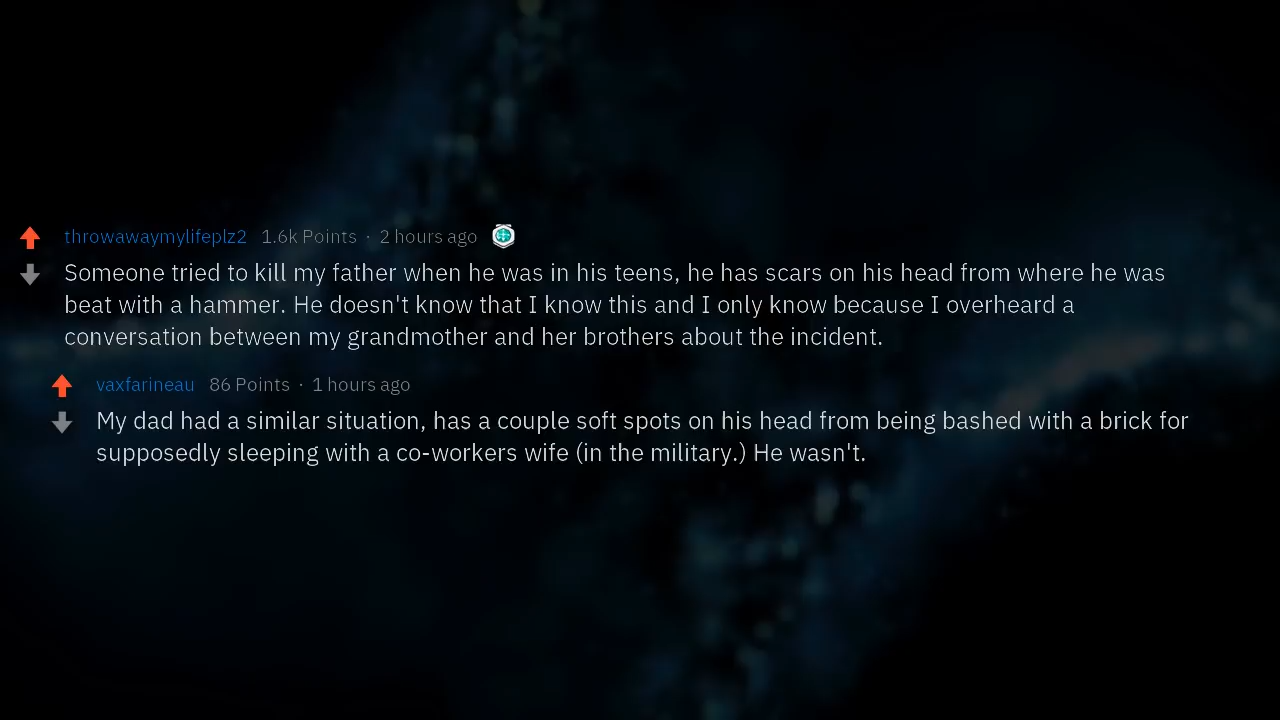 throwawaymylifeplz2 1.6k Points · 2 hours ago
Someone tried to kill my father when he was in his teens, he has scars on his head from where he was
beat with a hammer. He doesn't know that I know this and I only know because I overheard a
conversation between my grandmother and her brothers about the incident.
vaxfarineau 86 Points · 1 hours ago
My dad had a similar situation, has a couple soft spots on his head from being bashed with a brick for
supposedly sleeping with a co-workers wife (in the military.) He wasn't.